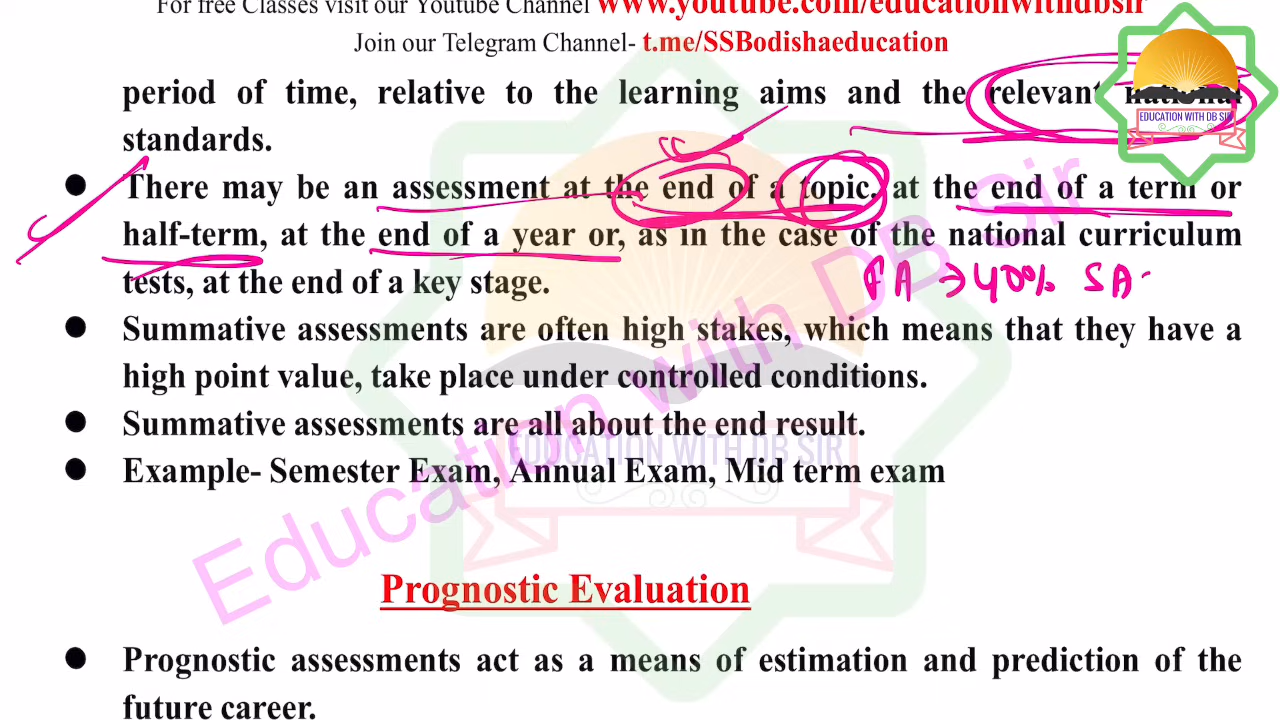 For free Classes visit our Youtube Channel www.youtube.com/educationwithdbsir
Join our Telegram Channel- t.me/SSBodishaeducation
period of time, relative to the learning aims and the relevant national
standards.
EDUCATION WITH DB SIR
● There may be an assessment at the end of a topic, at the end of a term or
half-term, at the end of a year or, as in the case of the national curriculum
tests, at the end of a key stage.
FA → 40% SA
● Summative assessments are often high stakes, which means that they have a
high point value, take place under controlled conditions.
● Summative assessments are all about the end result.
EDUCATION WITH DB SIR
● Example- Semester Exam, Annual Exam, Mid term exam
Education with DB Sir
Prognostic Evaluation
● Prognostic assessments act as a means of estimation and prediction of the
future career.